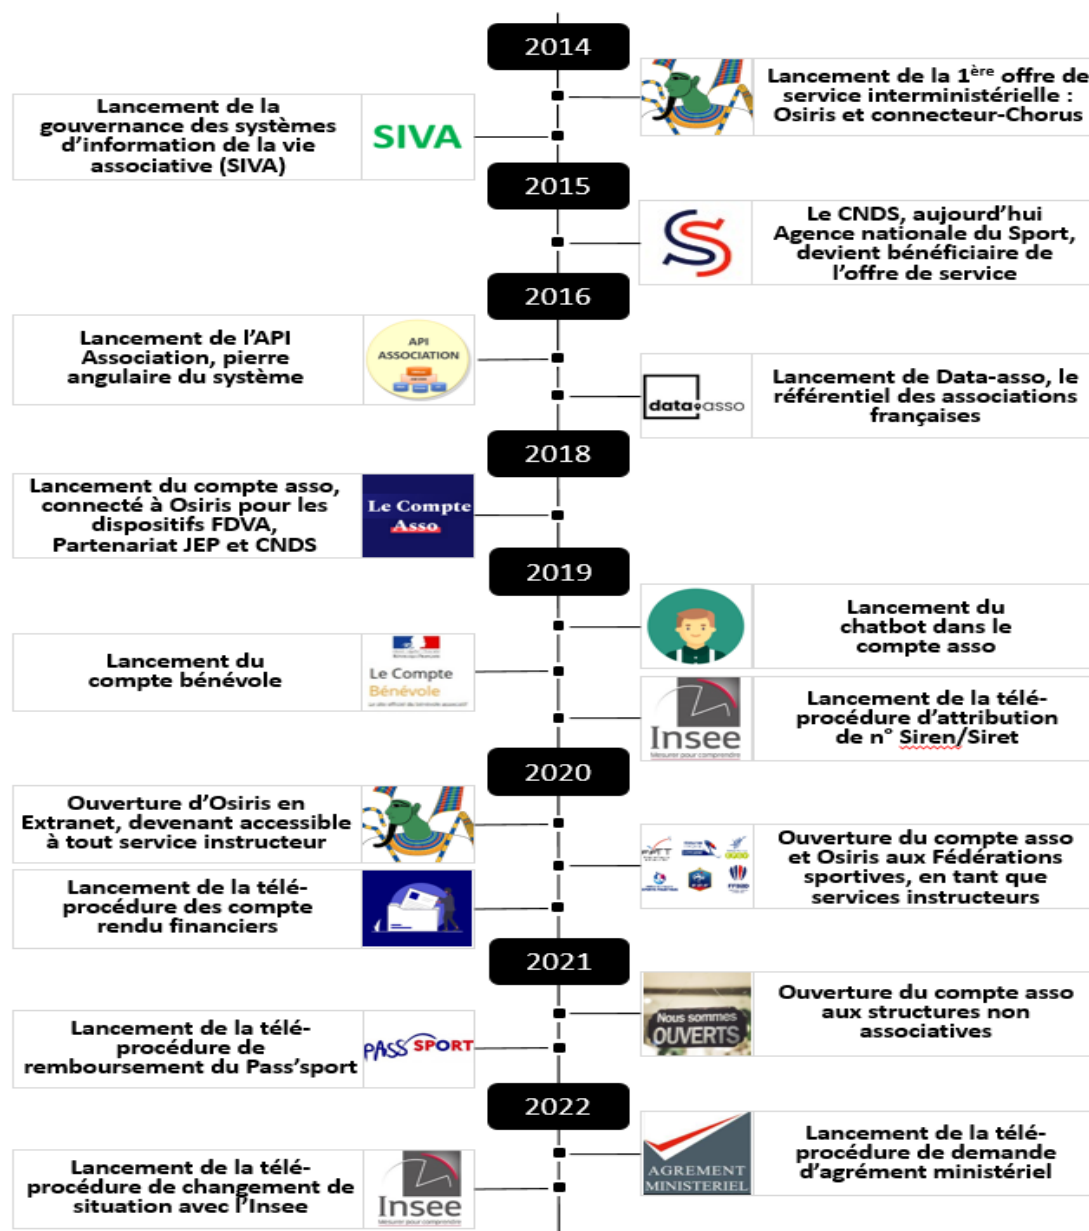 2014
Lancement de la 1ère offre de
service interministérielle :
Osiris et connecteur-Chorus
Lancement de la
gouvernance des systèmes
d’information de la vie
associative (SIVA)
SIVA
2015
Le CNDS, aujourd’hui
Agence nationale du Sport,
devient bénéficiaire de
l’offre de service
2016
Lancement de l’API
Association, pierre
angulaire du système
API
ASSOCIATION
data•asso
Lancement de Data-asso, le
référentiel des associations
françaises
2018
Lancement du compte asso,
connecté à Osiris pour les
dispositifs FDVA,
Partenariat JEP et CNDS
Le Compte
Asso
2019
Lancement du
chatbot dans le
compte asso
Lancement du
compte bénévole
Le Compte
Bénévole
Insee
Mesurer pour comprendre
Lancement de la télé-
procédure d’attribution
de n° Siren/Siret
2020
Ouverture d’Osiris en
Extranet, devenant accessible
à tout service instructeur
Ouverture du compte asso
et Osiris aux Fédérations
sportives, en tant que
services instructeurs
Lancement de la télé-
procédure des compte
rendu financiers
2021
Nous sommes
OUVERTS
Ouverture du compte asso
aux structures non
associatives
Lancement de la télé-
procédure de
remboursement du Pass’sport
PASS SPORT
2022
AGREMENT
MINISTERIEL
Lancement de la télé-
procédure de demande
d’agrément ministériel
Lancement de la télé-
procédure de changement de
situation avec l’Insee
Insee
Mesurer pour comprendre